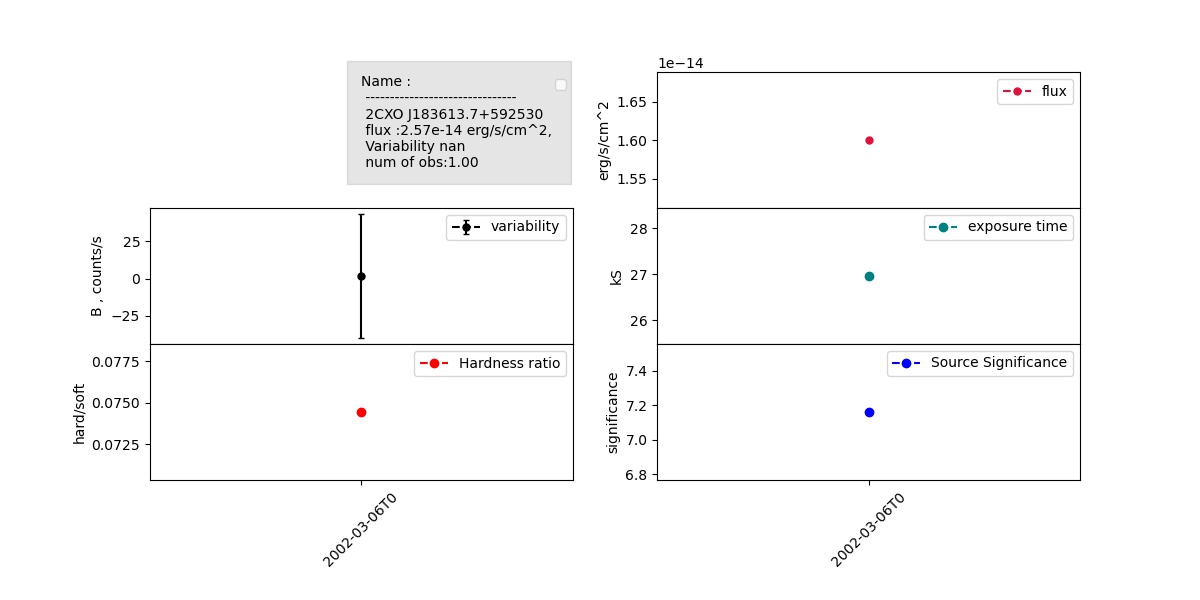 Name :
-------------------------------
2CXO J183613.7+592530
flux :2.57e-14 erg/s/cm^2,
Variability nan
num of obs:1.00
1e−14
flux
1.65
1.60
1.55
erg/s/cm^2
variability
25
0
−25
B , counts/s
exposure time
28
27
26
kS
Hardness ratio
0.0775
0.0750
0.0725
hard/soft
Source Significance
7.4
7.2
7.0
6.8
significance
2002-03-06T0
2002-03-06T0